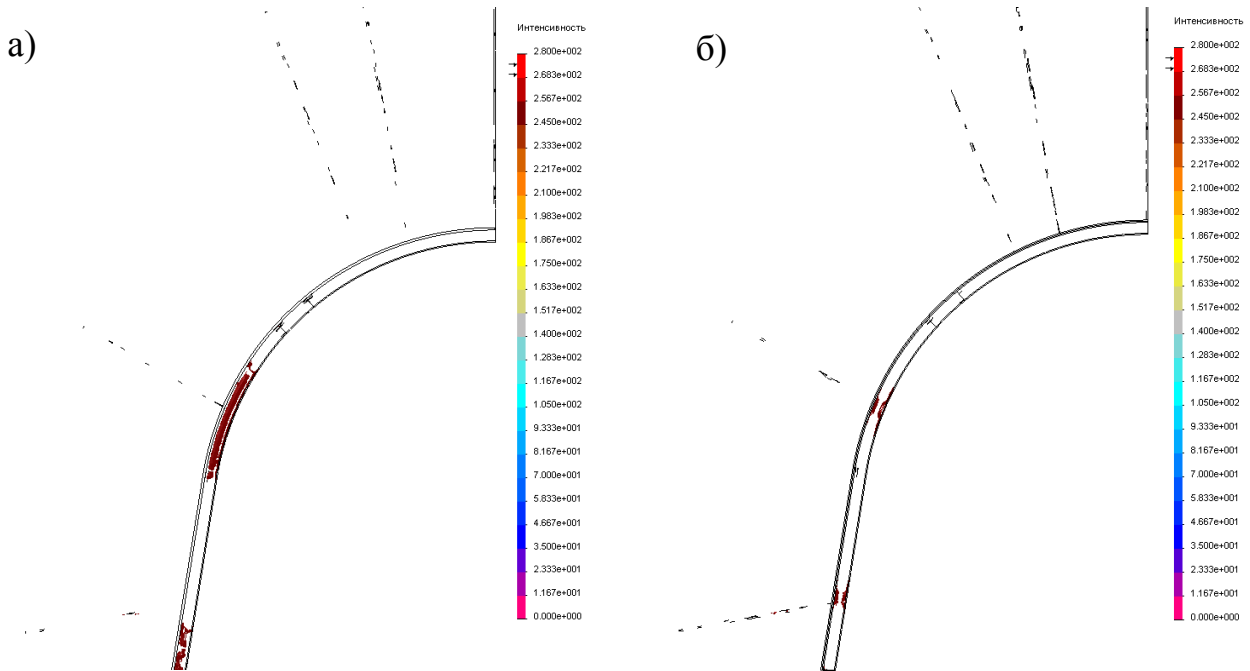 а)
Интенсивность
2.800e+002
2.683e+002
2.567e+002
2.450e+002
2.333e+002
2.217e+002
2.100e+002
1.983e+002
1.867e+002
1.750e+002
1.633e+002
1.517e+002
1.400e+002
1.283e+002
1.167e+002
1.050e+002
9.333e+001
8.167e+001
7.000e+001
5.833e+001
4.667e+001
3.500e+001
2.333e+001
1.167e+001
0.000e+000
б)
Интенсивность
2.800e+002
2.683e+002
2.567e+002
2.450e+002
2.333e+002
2.217e+002
2.100e+002
1.983e+002
1.867e+002
1.750e+002
1.633e+002
1.517e+002
1.400e+002
1.283e+002
1.167e+002
1.050e+002
9.333e+001
8.167e+001
7.000e+001
5.833e+001
4.667e+001
3.500e+001
2.333e+001
1.167e+001
0.000e+000